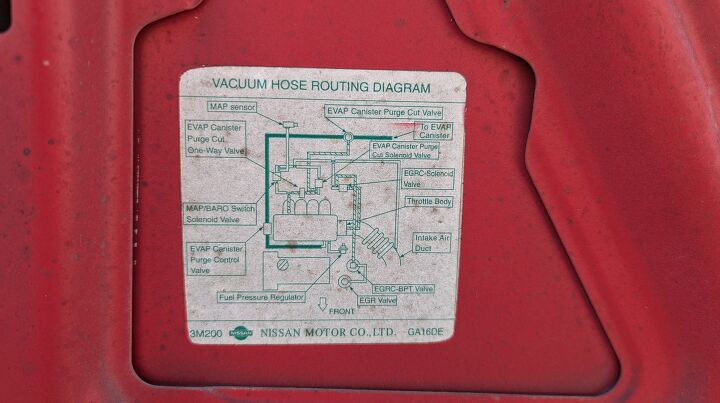 VACUUM HOSE ROUTING DIAGRAM
MAP sensor
EVAP Canister Purge Cut Valve
EVAP Canister
Purge Cut
One-Way Valve
To EVAP
Canister
EVAP Canister Purge
Cut Solenoid Valve
EGRC-Solenoid
Valve
Throttle Body
MAP/BARO Switch
Solenoid Valve
Intake Air
Duct
EVAP Canister
Purge Control
Valve
EGRC-BPT Valve
Fuel Pressure Regulator
EGR Valve
FRONT
3M200 NISSAN NISSAN MOTOR CO.,LTD. GA16DE